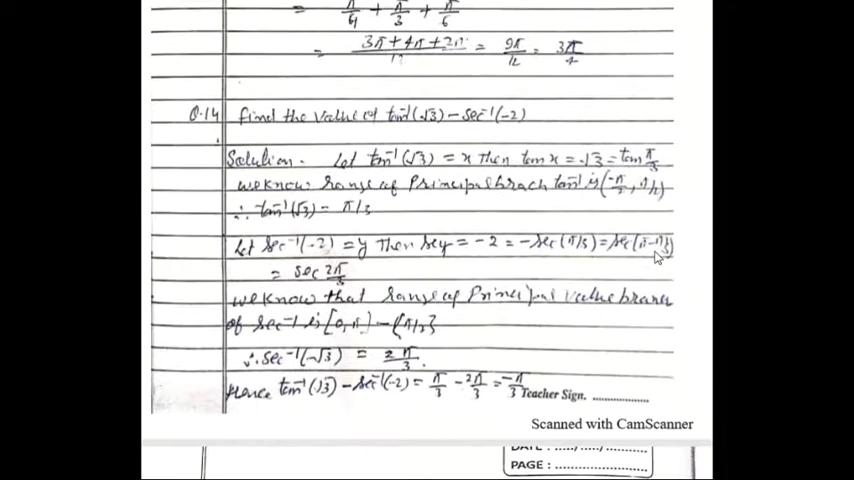 = π/4 + π/3 + π/6
= 3π+4π+2π/12 = 9π/12 = 3π/4
Q.14 find the value of tan⁻¹(√3) - sec⁻¹(-2)
Solution. Let tan⁻¹(√3) = x then tan x = √3 = tan π/3
we know range of Principal brach tan⁻¹ is (-π/2, π/2)
∴ tan⁻¹(√3) = π/3
Let sec⁻¹(-2) = y then sey = -2 = -sec(π/3) = sec(π-π/3)
= sec 2π/3
we know that range of Principal value branch
of sec⁻¹ is [0,π] - {π/2}
∴ sec⁻¹(-√3) = 2π/3.
Hence tan⁻¹(√3) - sec⁻¹(-2) = π/3 - 2π/3 = -π/3
Teacher Sign. ..................
Scanned with CamScanner
DATE : ...../...../.........
PAGE : ........................